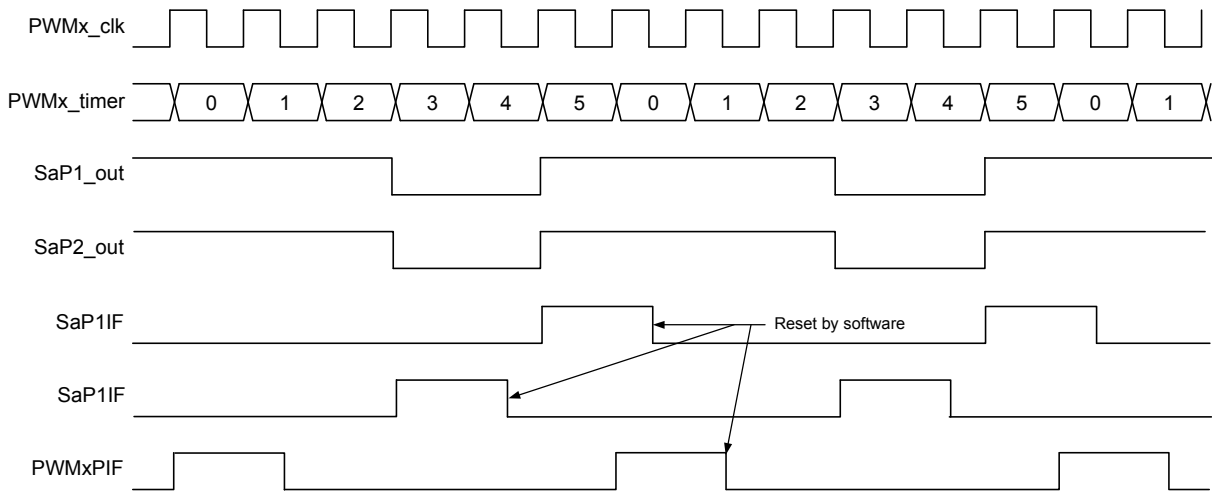 PWMx_clk
PWMx_timer 0 1 2 3 4 5 0 1 2 3 4 5 0 1
SaP1_out
SaP2_out
SaP1IF
Reset by software
SaP1IF
PWMxPIF